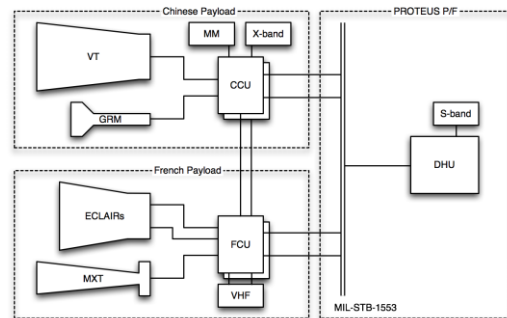 Chinese Payload
PROTEUS P/F
MM
X-band
VT
CCU
GRM
S-band
DHU
French Payload
ECLAIRs
FCU
MXT
VHF
MIL-STB-1553